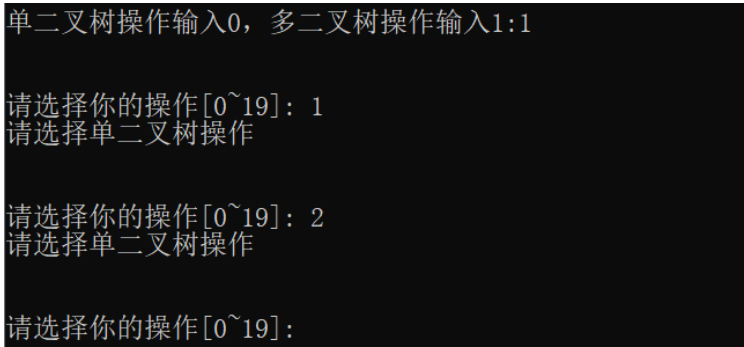 单二叉树操作输入0，多二叉树操作输入1:1
请选择你的操作[0~19]: 1
请选择单二叉树操作
请选择你的操作[0~19]: 2
请选择单二叉树操作
请选择你的操作[0~19]: